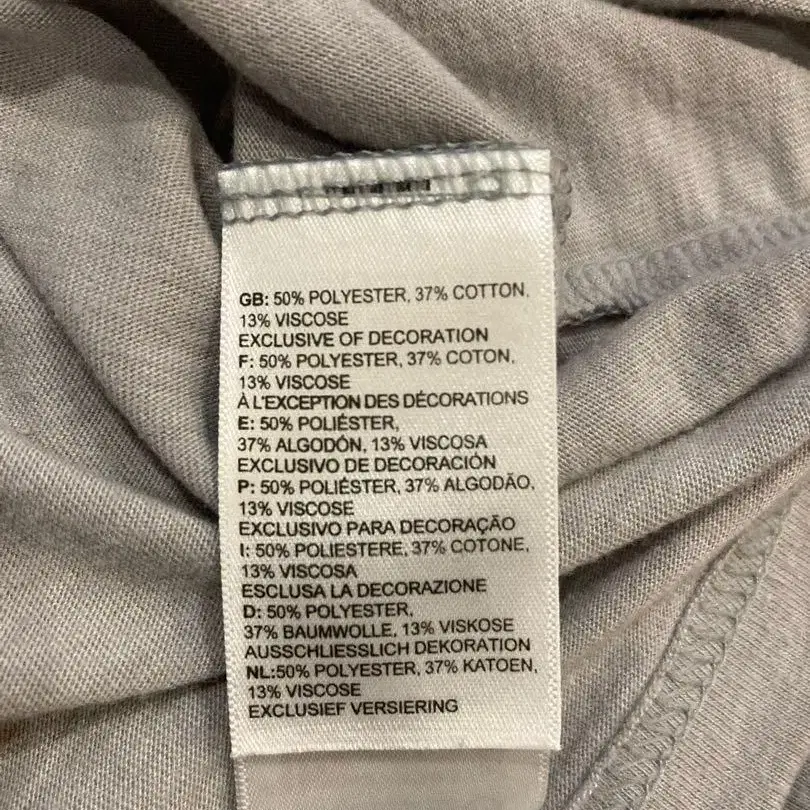 GB: 50% POLYESTER, 37% COTTON,
13% VISCOSE
EXCLUSIVE OF DECORATION
F: 50% POLYESTER, 37% COTON,
13% VISCOSE
À L'EXCEPTION DES DÉCORATIONS
E: 50% POLIÉSTER,
37% ALGODÓN, 13% VISCOSA
EXCLUSIVO DE DECORACIÓN
P: 50% POLIÉSTER, 37% ALGODÃO,
13% VISCOSE
EXCLUSIVO PARA DECORAÇÃO
I: 50% POLIESTERE, 37% COTONE,
13% VISCOSA
ESCLUSA LA DECORAZIONE
D: 50% POLYESTER,
37% BAUMWOLLE, 13% VISKOSE
AUSSCHLIESSLICH DEKORATION
NL:50% POLYESTER, 37% KATOEN,
13% VISCOSE
EXCLUSIEF VERSIERING